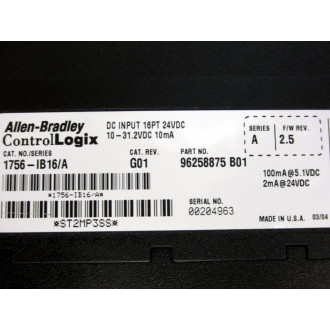 Allen-Bradley
ControlLogix
DC INPUT 16PT 24VDC
10-31.2VDC 10mA
SERIES
A
F/W REV.
2.5
CAT. NO./SERIES
1756-IB16/A
CAT. REV.
G01
PART NO.
96258875 B01
100mA@5.1VDC
2mA@24VDC
*1756-IB16/A*
SERIAL NO.
00204963
*ST2MP3SS*
MADE IN U.S.A. 03/04